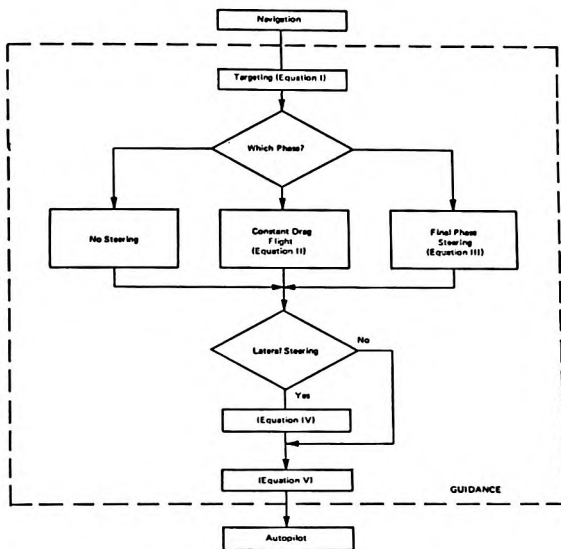 Navigation
Targeting (Equation I)
Which Phase?
No Steering
Constant Drag
Flight
(Equation II)
Final Phase
Steering
(Equation III)
Lateral Steering
No
Yes
(Equation IV)
(Equation V)
GUIDANCE
Autopilot